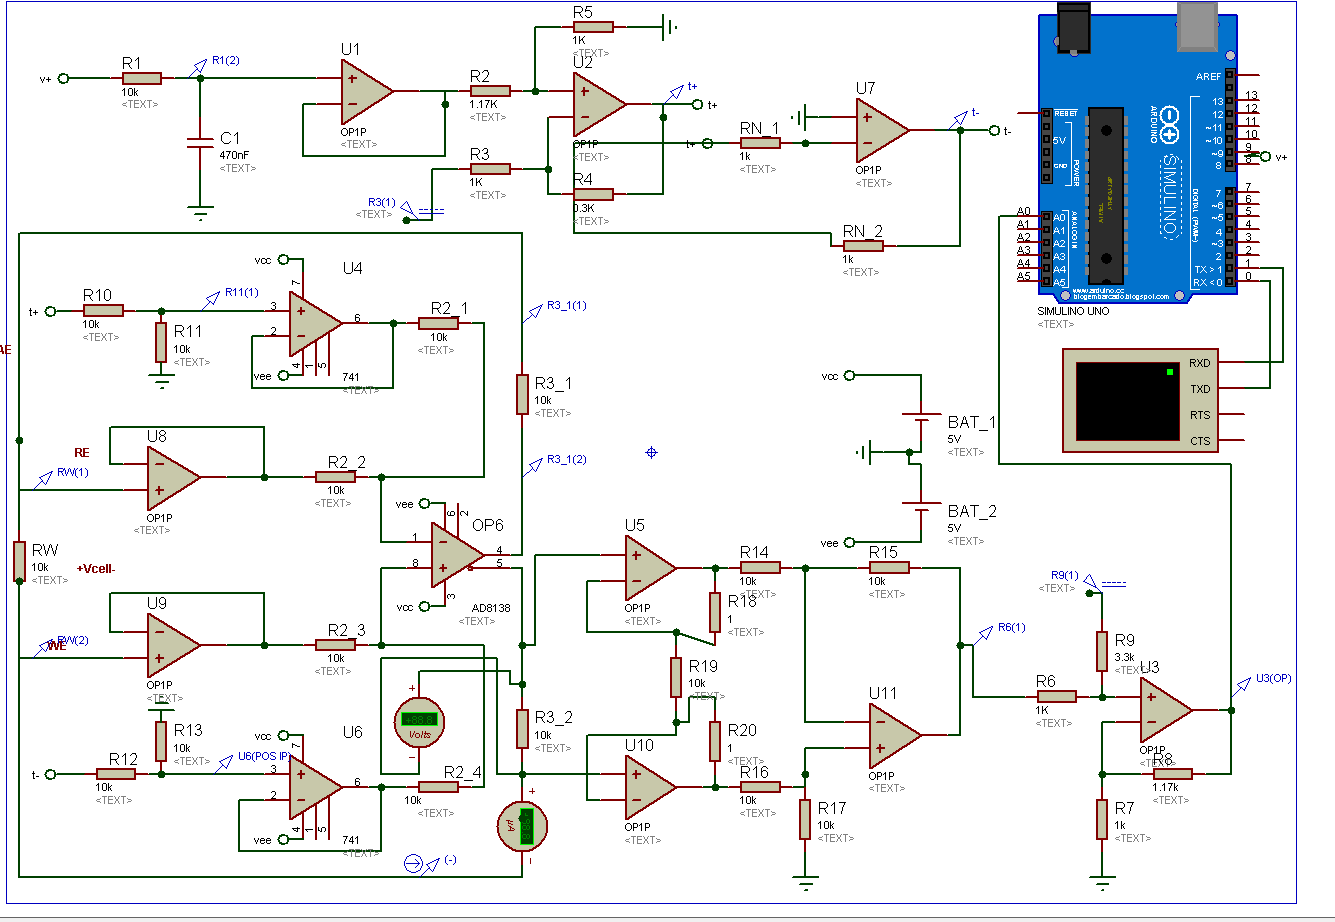 R5
1K
<TEXT>
U1
OP1P
<TEXT>
R1
10k
<TEXT>
v+
R1(2)
C1
470nF
<TEXT>
R2
1.17K
<TEXT>
U2
OP1P
<TEXT>
t+
t+
R3
1K
<TEXT>
R3(1)
<TEXT>
R4
0.3K
<TEXT>
t+
RN_1
1k
<TEXT>
U7
OP1P
<TEXT>
t-
t-
RN_2
1k
<TEXT>
AREF
RESET
5V
GND
POWER
ANALOG IN
ARDUINO
SIMULINO
DIGITAL (PWM~)
13
12
~11
~10
~9
8
7
~6
~5
4
~3
2
TX > 1
RX < 0
13
12
11
10
9
8
7
6
5
4
3
2
1
0
v+
A0
A1
A2
A3
A4
A5
A0
A1
A2
A3
A4
A5
www.arduino.cc
blogembarcado.blogspot.com
SIMULINO UNO
<TEXT>
RXD
TXD
RTS
CTS
vcc
U4
7
3
2
6
4
1
5
741
<TEXT>
vee
t+
R10
10k
<TEXT>
R11(1)
R11
10k
<TEXT>
R2_1
10k
<TEXT>
R3_1(1)
R3_1
10k
<TEXT>
R3_1(2)
AE
RE
RW(1)
U8
OP1P
<TEXT>
R2_2
10k
<TEXT>
RW
10k
<TEXT>
+Vcell-
vee
6
2
OP6
1
8
4
5
3
vcc
AD8138
<TEXT>
U9
OP1P
<TEXT>
RW(2)
WE
R2_3
10k
<TEXT>
R13
10k
<TEXT>
t-
R12
10k
<TEXT>
U6(POS IP)
vcc
U6
7
3
2
6
4
1
5
741
<TEXT>
vee
+
+88.8
Volts
−
R2_4
10k
<TEXT>
R3_2
10k
<TEXT>
+
µA
−
(-)
vcc
BAT_1
5V
<TEXT>
BAT_2
5V
<TEXT>
vee
U5
OP1P
<TEXT>
R14
10k
<TEXT>
R15
10k
<TEXT>
R18
1
<TEXT>
R19
10k
<TEXT>
R20
1
<TEXT>
U10
OP1P
<TEXT>
R16
10k
<TEXT>
R17
10k
<TEXT>
U11
OP1P
<TEXT>
R6(1)
R9(1)
<TEXT>
R9
3.3k
<TEXT>
R6
1K
<TEXT>
U3
OP1P
<TEXT>
U3(OP)
R8
1.17k
<TEXT>
R7
1k
<TEXT>